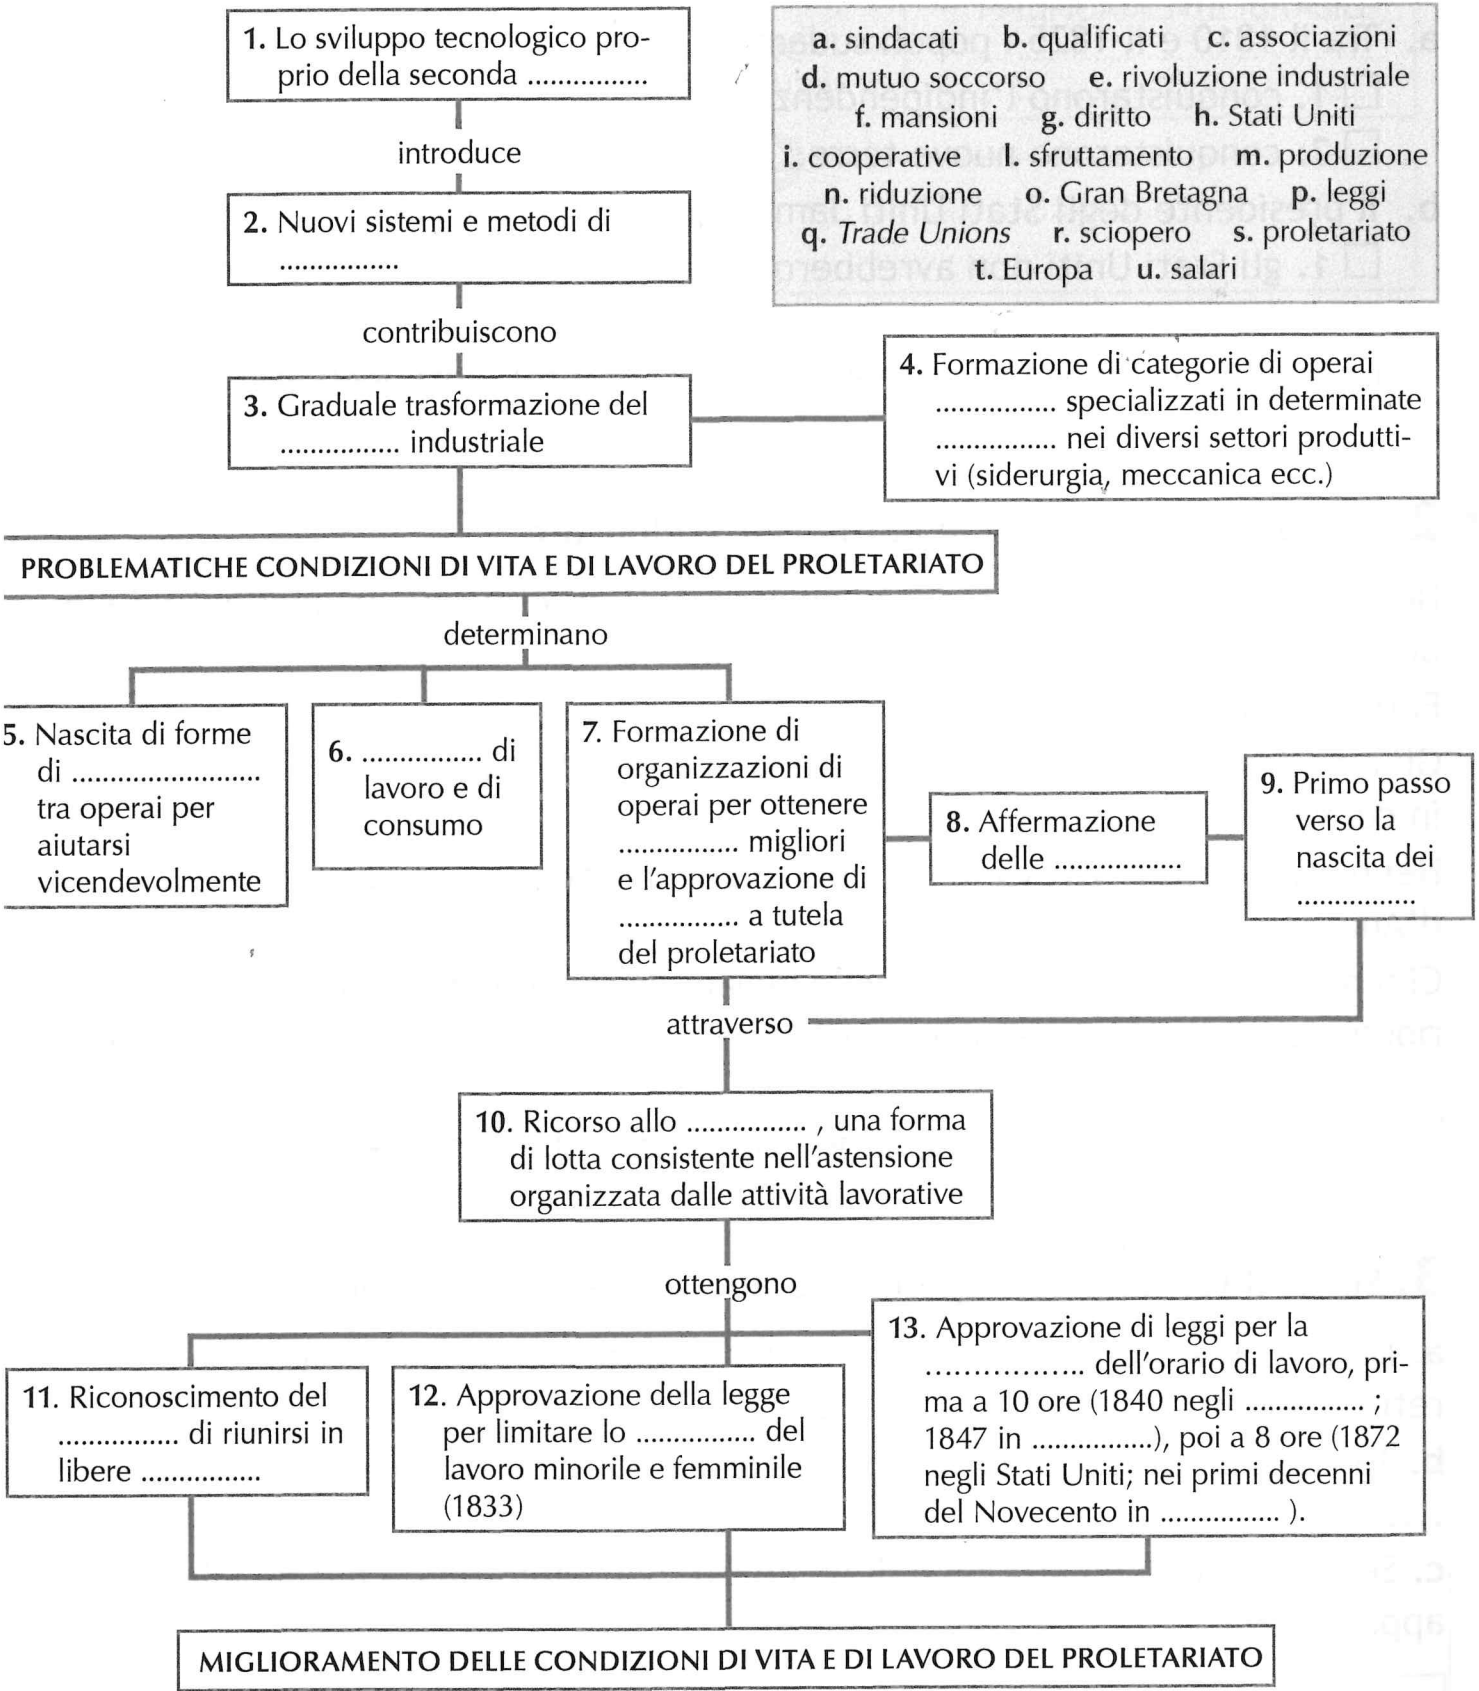 1. Lo sviluppo tecnologico pro-
prio della seconda ................
introduce
2. Nuovi sistemi e metodi di
................
contribuiscono
3. Graduale trasformazione del
................ industriale
a. sindacati b. qualificati c. associazioni
d. mutuo soccorso e. rivoluzione industriale
f. mansioni g. diritto h. Stati Uniti
i. cooperative l. sfruttamento m. produzione
n. riduzione o. Gran Bretagna p. leggi
q. Trade Unions r. sciopero s. proletariato
t. Europa u. salari
4. Formazione di categorie di operai
................ specializzati in determinate
................ nei diversi settori produtti-
vi (siderurgia, meccanica ecc.)
PROBLEMATICHE CONDIZIONI DI VITA E DI LAVORO DEL PROLETARIATO
determinano
5. Nascita di forme
di .........................
tra operai per
aiutarsi
vicendevolmente
6. ................ di
lavoro e di
consumo
7. Formazione di
organizzazioni di
operai per ottenere
................ migliori
e l'approvazione di
................ a tutela
del proletariato
8. Affermazione
delle .................
9. Primo passo
verso la
nascita dei
................
attraverso
10. Ricorso allo ................ , una forma
di lotta consistente nell'astensione
organizzata dalle attività lavorative
ottengono
11. Riconoscimento del
................ di riunirsi in
libere ................
12. Approvazione della legge
per limitare lo ................ del
lavoro minorile e femminile
(1833)
13. Approvazione di leggi per la
.................. dell'orario di lavoro, pri-
ma a 10 ore (1840 negli ................ ;
1847 in ................), poi a 8 ore (1872
negli Stati Uniti; nei primi decenni
del Novecento in ................ ).
MIGLIORAMENTO DELLE CONDIZIONI DI VITA E DI LAVORO DEL PROLETARIATO